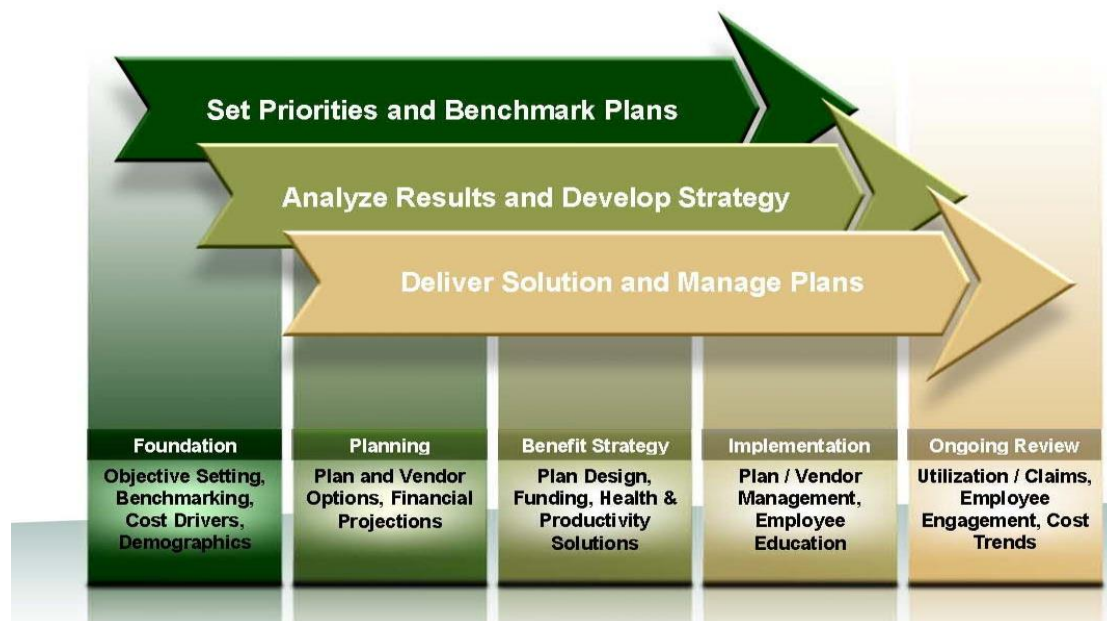 Set Priorities and Benchmark Plans
Analyze Results and Develop Strategy
Deliver Solution and Manage Plans
Foundation
Objective Setting,
Benchmarking,
Cost Drivers,
Demographics
Planning
Plan and Vendor
Options, Financial
Projections
Benefit Strategy
Plan Design,
Funding, Health &
Productivity
Solutions
Implementation
Plan / Vendor
Management,
Employee
Education
Ongoing Review
Utilization / Claims,
Employee
Engagement, Cost
Trends